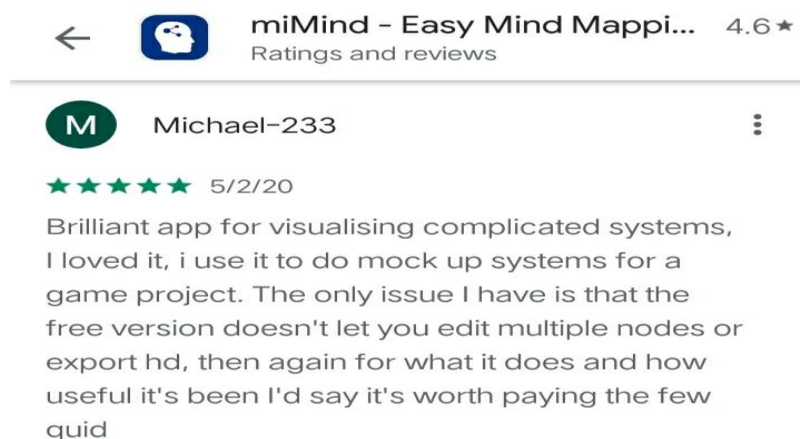 miMind - Easy Mind Mappi... 4.6★
Ratings and reviews
M Michael-233
5/2/20
Brilliant app for visualising complicated systems,
I loved it, i use it to do mock up systems for a
game project. The only issue I have is that the
free version doesn't let you edit multiple nodes or
export hd, then again for what it does and how
useful it's been I'd say it's worth paying the few
quid